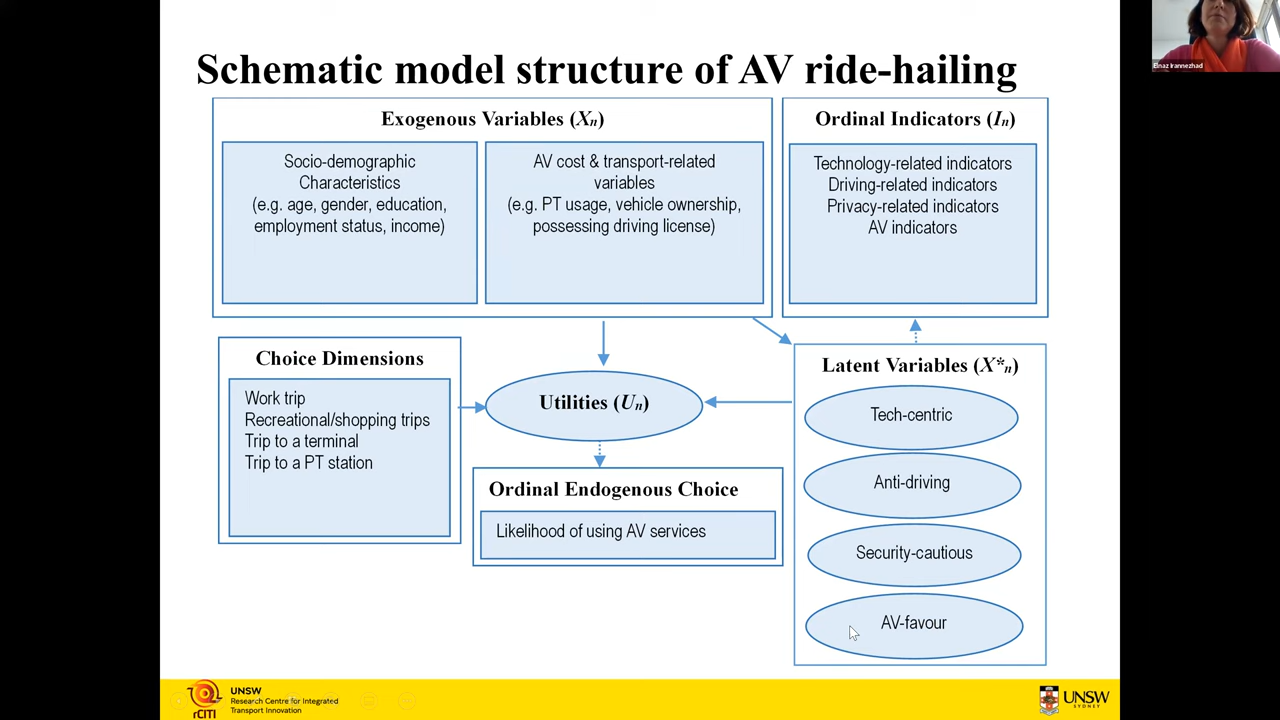 Elnaz Irannezhad
Schematic model structure of AV ride-hailing
Exogenous Variables (Xn)
Socio-demographic
Characteristics
(e.g. age, gender, education,
employment status, income)
AV cost & transport-related
variables
(e.g. PT usage, vehicle ownership,
possessing driving license)
Ordinal Indicators (In)
Technology-related indicators
Driving-related indicators
Privacy-related indicators
AV indicators
Choice Dimensions
Work trip
Recreational/shopping trips
Trip to a terminal
Trip to a PT station
Utilities (Un)
Ordinal Endogenous Choice
Likelihood of using AV services
Latent Variables (X*n)
Tech-centric
Anti-driving
Security-cautious
AV-favour
rCITI
UNSW
Research Centre for Integrated
Transport Innovation
UNSW
SYDNEY